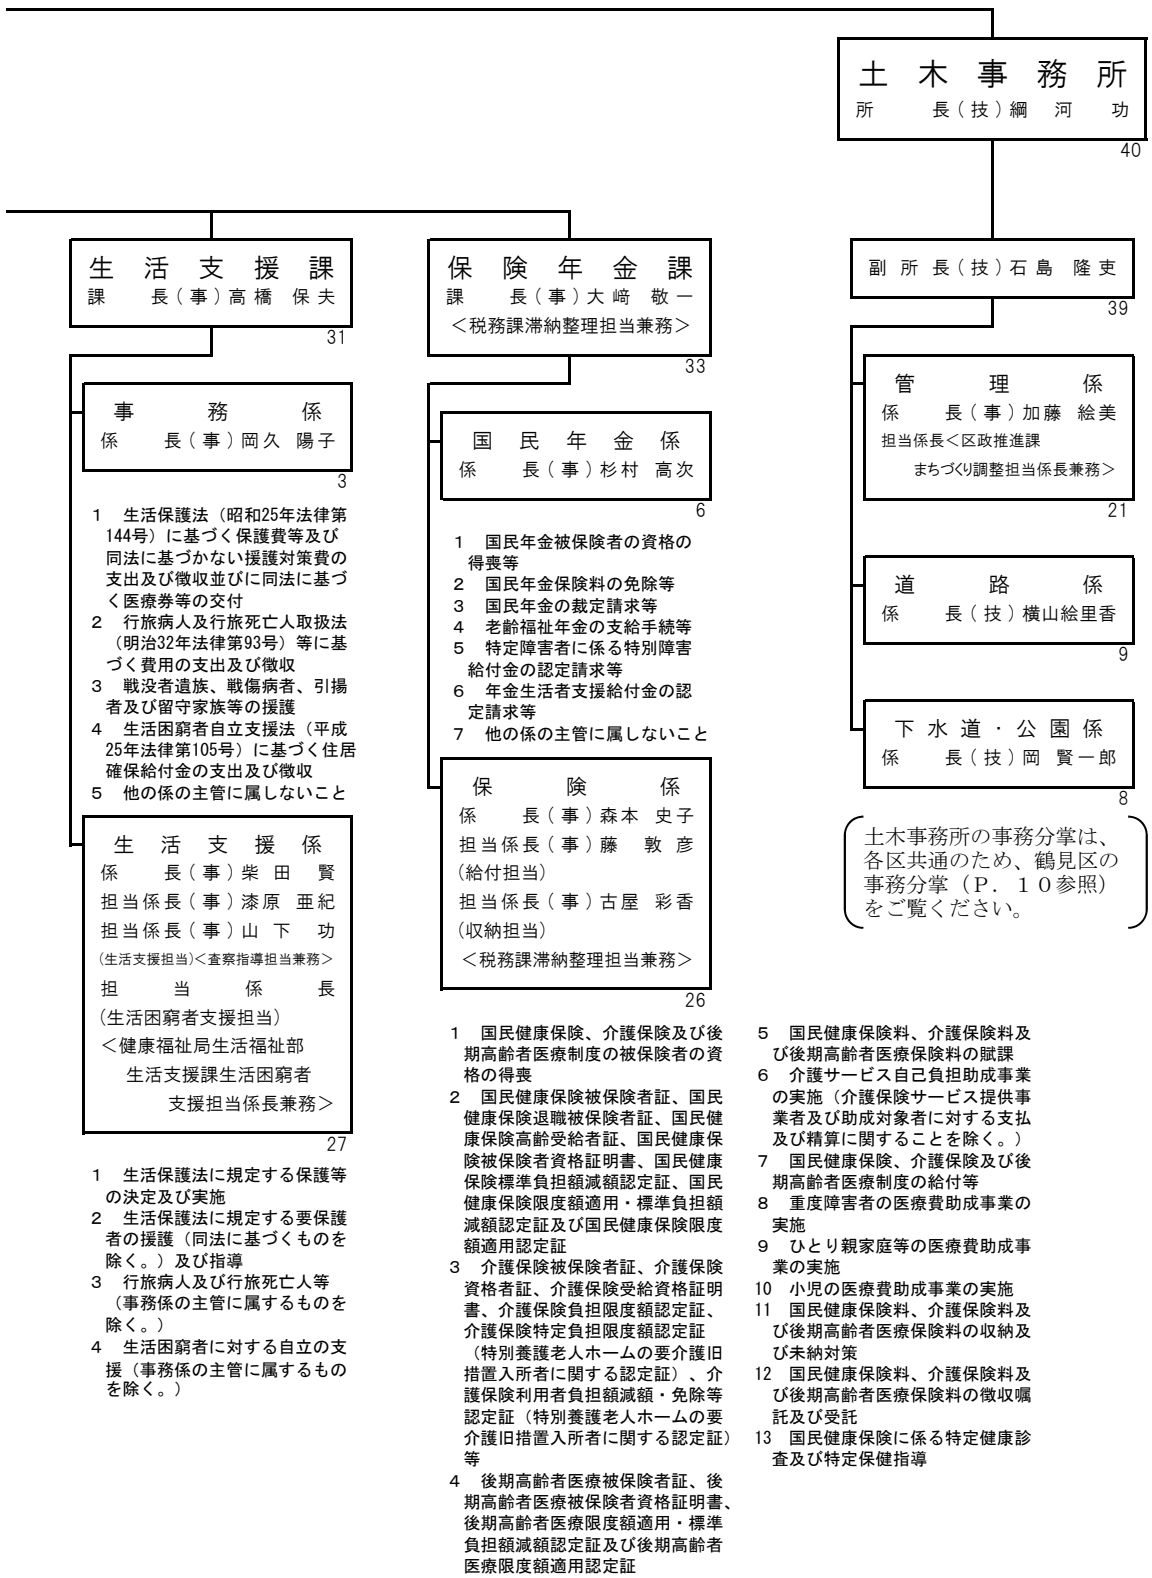 土木事務所
所長(技)綱河功
40
副所長(技)石島隆吏
39
管理係
係長(事)加藤絵美
担当係長<区政推進課
まちづくり調整担当係長兼務>
21
道路係
係長(技)横山絵里香
9
下水道・公園係
係長(技)岡賢一郎
8
土木事務所の事務分掌は、
各区共通のため、鶴見区の
事務分掌（P．１０参照）
をご覧ください。
生活支援課
課長(事)高橋保夫
31
事務係
係長(事)岡久陽子
3
1　生活保護法（昭和25年法律第
144号）に基づく保護費等及び
同法に基づかない援護対策費の
支出及び徴収並びに同法に基づ
く医療券等の交付
2　行旅病人及行旅死亡人取扱法
（明治32年法律第93号）等に基
づく費用の支出及び徴収
3　戦没者遺族、戦傷病者、引揚
者及び留守家族等の援護
4　生活困窮者自立支援法（平成
25年法律第105号）に基づく住居
確保給付金の支出及び徴収
5　他の係の主管に属しないこと
生活支援係
係長(事)柴田賢
担当係長(事)漆原亜紀
担当係長(事)山下功
(生活支援担当)<査察指導担当兼務>
担当係長
(生活困窮者支援担当)
<健康福祉局生活福祉部
生活支援課生活困窮者
支援担当係長兼務>
27
1　生活保護法に規定する保護等
の決定及び実施
2　生活保護法に規定する要保護
者の援護（同法に基づくものを
除く。）及び指導
3　行旅病人及び行旅死亡人等
（事務係の主管に属するものを
除く。）
4　生活困窮者に対する自立の支
援（事務係の主管に属するもの
を除く。）
保険年金課
課長(事)大﨑敬一
<税務課滞納整理担当兼務>
33
国民年金係
係長(事)杉村高次
6
1　国民年金被保険者の資格の
得喪等
2　国民年金保険料の免除等
3　国民年金の裁定請求等
4　老齢福祉年金の支給手続等
5　特定障害者に係る特別障害
給付金の認定請求等
6　年金生活者支援給付金の認
定請求等
7　他の係の主管に属しないこと
保険係
係長(事)森本史子
担当係長(事)藤敦彦
(給付担当)
担当係長(事)古屋彩香
(収納担当)
<税務課滞納整理担当兼務>
26
1　国民健康保険、介護保険及び後
期高齢者医療制度の被保険者の資
格の得喪
2　国民健康保険被保険者証、国民
健康保険退職被保険者証、国民健
康保険高齢受給者証、国民健康保
険被保険者資格証明書、国民健康
保険標準負担額減額認定証、国民
健康保険限度額適用・標準負担額
減額認定証及び国民健康保険限度
額適用認定証
3　介護保険被保険者証、介護保険
資格者証、介護保険受給資格証明
書、介護保険負担限度額認定証、
介護保険特定負担限度額認定証
（特別養護老人ホームの要介護旧
措置入所者に関する認定証）、介
護保険利用者負担額減額・免除等
認定証（特別養護老人ホームの要
介護旧措置入所者に関する認定証）
等
4　後期高齢者医療被保険者証、後
期高齢者医療被保険者資格証明書、
後期高齢者医療限度額適用・標準
負担額減額認定証及び後期高齢者
医療限度額適用認定証
5　国民健康保険料、介護保険料及
び後期高齢者医療保険料の賦課
6　介護サービス自己負担助成事業
の実施（介護保険サービス提供事
業者及び助成対象者に対する支払
及び精算に関することを除く。）
7　国民健康保険、介護保険及び後
期高齢者医療制度の給付等
8　重度障害者の医療費助成事業の
実施
9　ひとり親家庭等の医療費助成事
業の実施
10　小児の医療費助成事業の実施
11　国民健康保険料、介護保険料及
び後期高齢者医療保険料の収納及
び未納対策
12　国民健康保険料、介護保険料及
び後期高齢者医療保険料の徴収嘱
託及び受託
13　国民健康保険に係る特定健康診
査及び特定保健指導